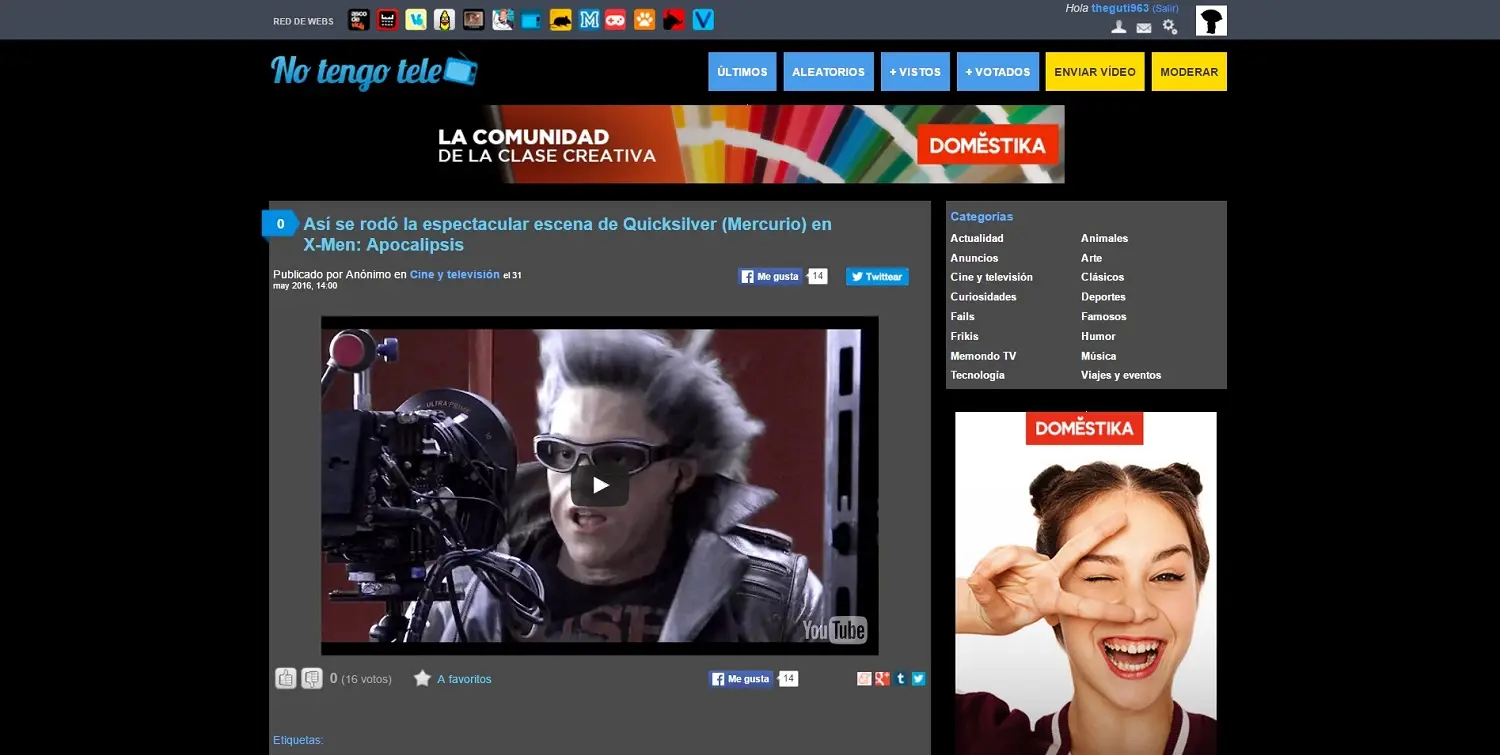 RED DE WEBS
Hola theguti963 (Salir)
No tengo tele
ÚLTIMOS
ALEATORIOS
+ VISTOS
+ VOTADOS
ENVIAR VÍDEO
MODERAR
LA COMUNIDAD
DE LA CLASE CREATIVA
DOMĚSTIKA
0
Así se rodó la espectacular escena de Quicksilver (Mercurio) en
X-Men: Apocalipsis
Publicado por Anónimo en Cine y televisión el 31
may 2016, 14:00
Me gusta
14
Twittear
ULTRA PRIME
YouTube
0 (16 votos)
A favoritos
Me gusta
14
Etiquetas:
Categorías
Actualidad
Animales
Anuncios
Arte
Cine y televisión
Clásicos
Curiosidades
Deportes
Fails
Famosos
Frikis
Humor
Memondo TV
Música
Tecnología
Viajes y eventos
DOMĚSTIKA